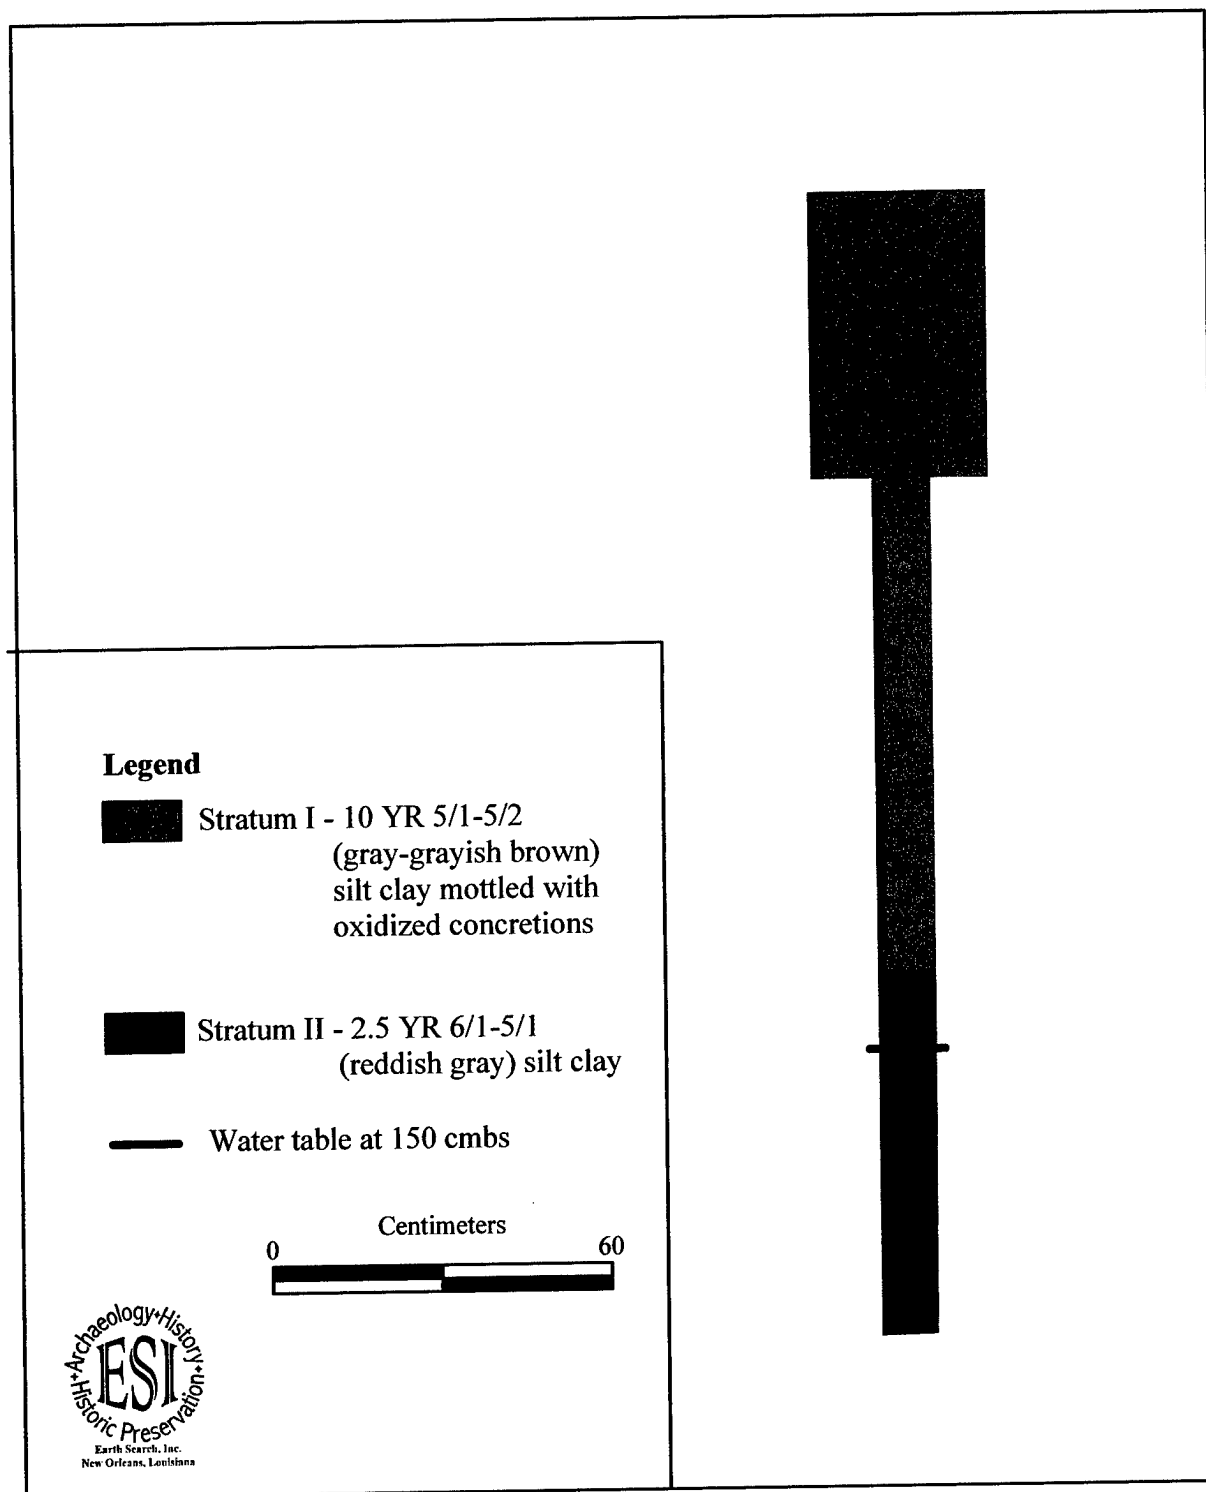 Legend
Stratum I - 10 YR 5/1-5/2
(gray-grayish brown)
silt clay mottled with
oxidized concretions
Stratum II - 2.5 YR 6/1-5/1
(reddish gray) silt clay
Water table at 150 cmbs
Centimeters
0 60
Archaeology•History•Historic Preservation•
ESI
Earth Search, Inc.
New Orleans, Louisiana